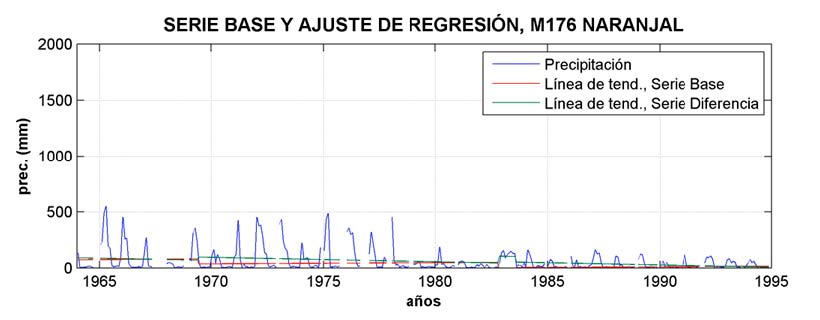 SERIE BASE Y AJUSTE DE REGRESIÓN, M176 NARANJAL
2000
1500
1000
500
0
prec. (mm)
Precipitación
Línea de tend., Serie Base
Línea de tend., Serie Diferencia
1965 1970 1975 1980 1985 1990 1995
años